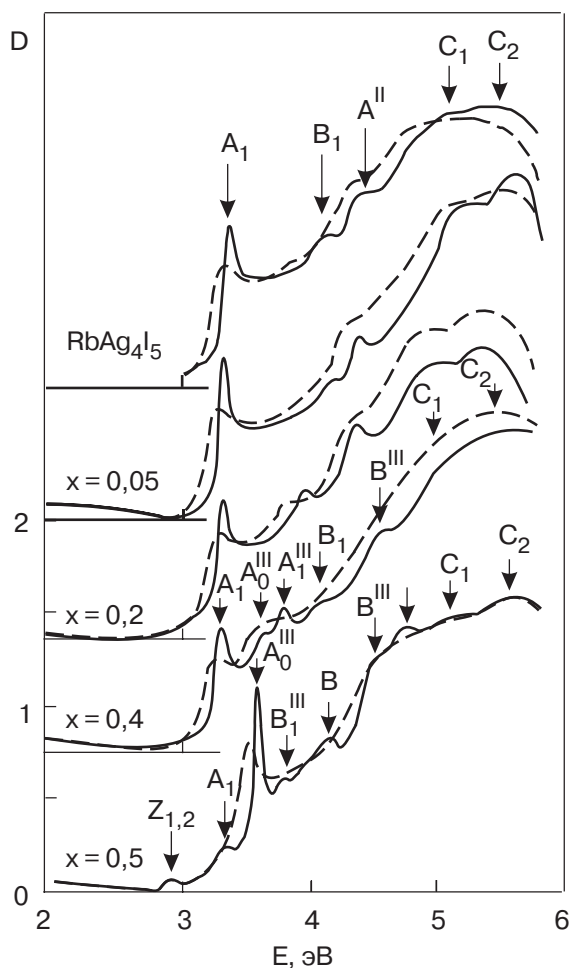 D
C₁ C₂
Aᴵᴵ
B₁
A₁
RbAg₄I₅
x = 0,05
C₁ C₂
2
Bᴵᴵᴵ
x = 0,2
A₁ A₀ᴵᴵᴵ A₁ᴵᴵᴵ B₁
C₁ C₂
Bᴵᴵᴵ
A₀ᴵᴵᴵ
1
x = 0,4
B₁ᴵᴵᴵ B
A₁
Z₁,₂
x = 0,5
0
2 3 4 5 6
E, эВ